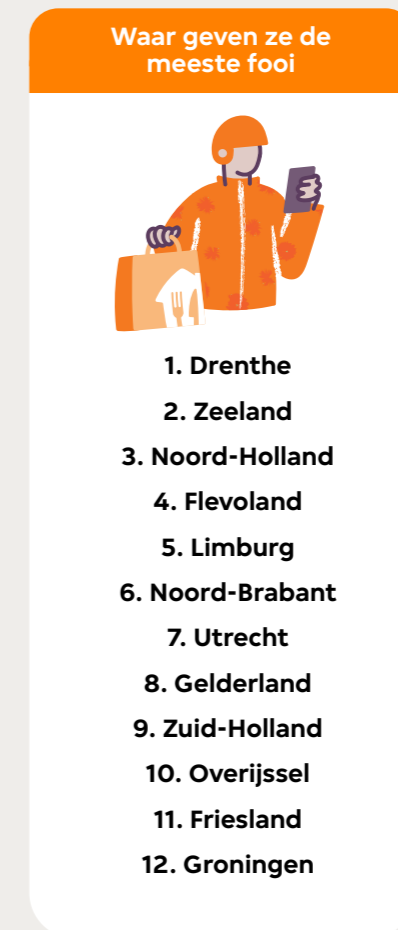 Waar geven ze de
meeste fooi
1. Drenthe
2. Zeeland
3. Noord-Holland
4. Flevoland
5. Limburg
6. Noord-Brabant
7. Utrecht
8. Gelderland
9. Zuid-Holland
10. Overijssel
11. Friesland
12. Groningen